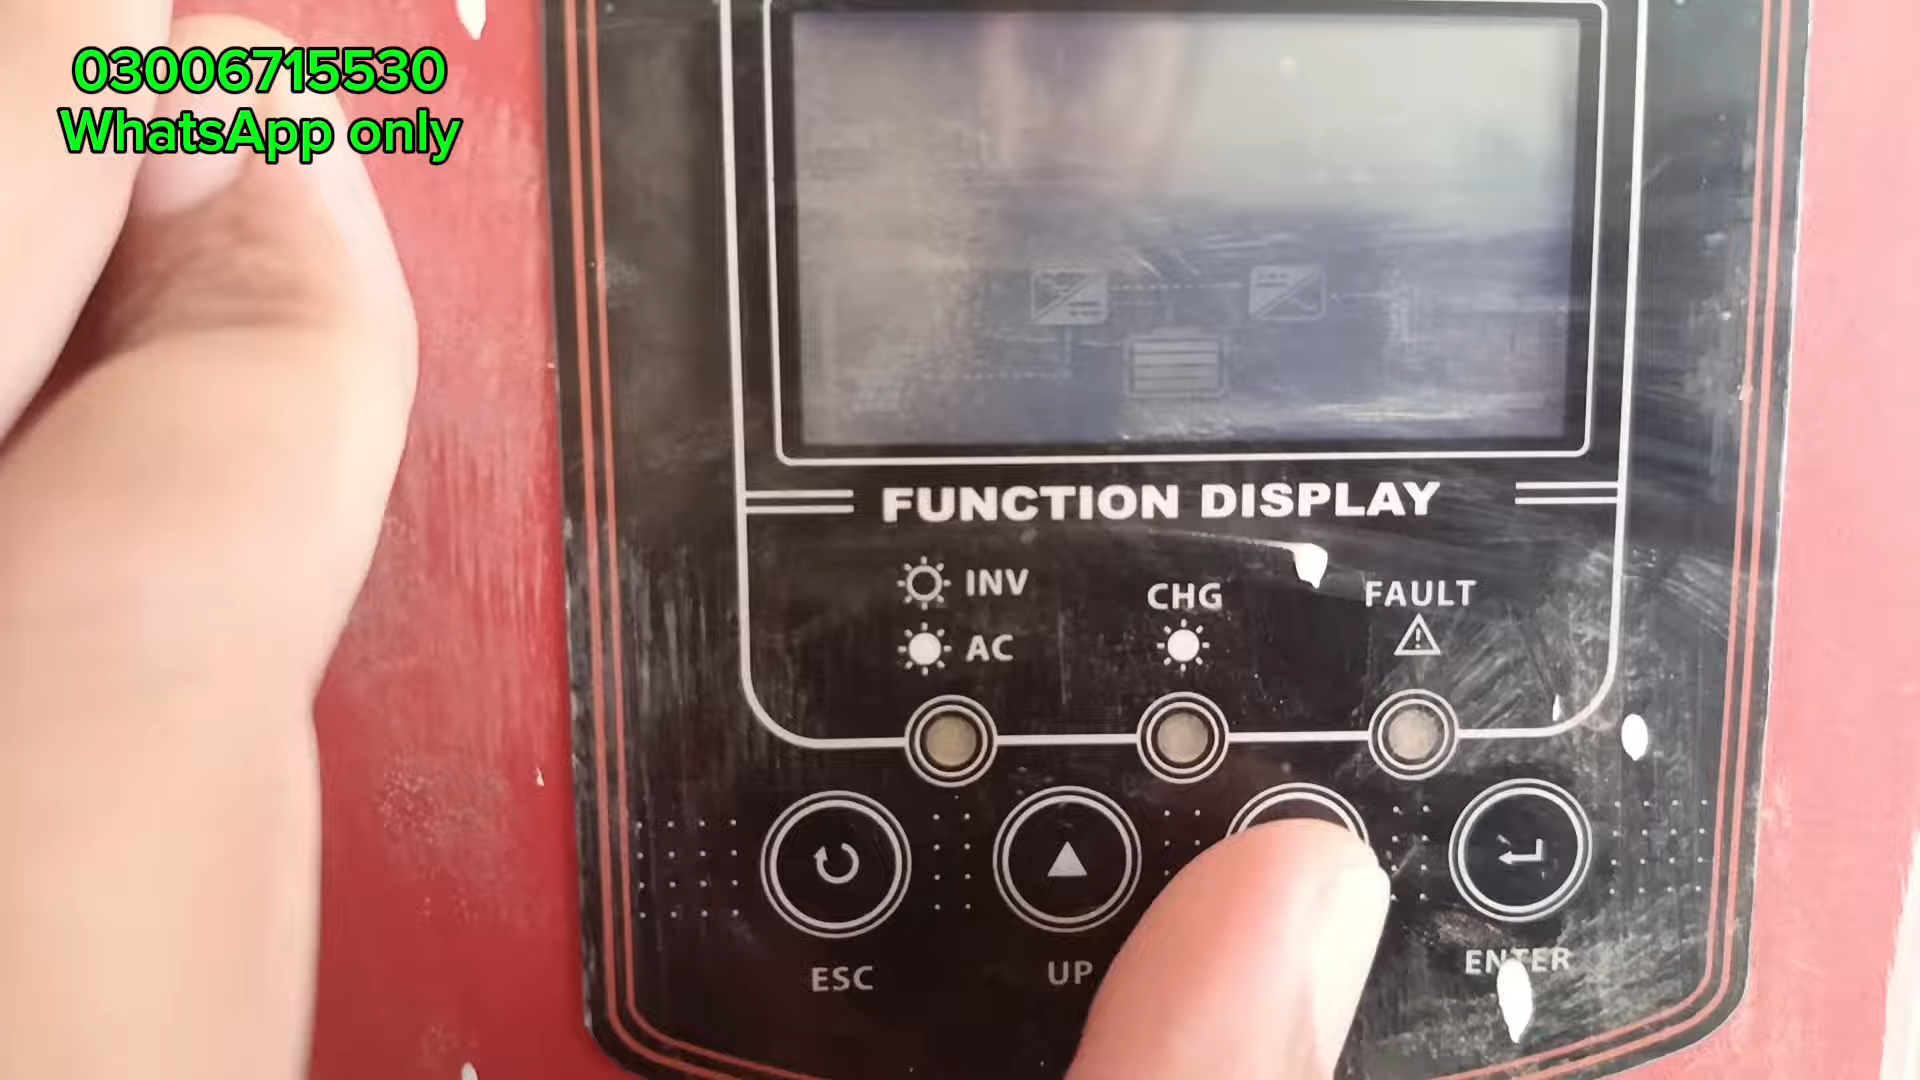 03006715530
WhatsApp only
FUNCTION DISPLAY
INV
AC
CHG
FAULT
ESC
UP
ENTER